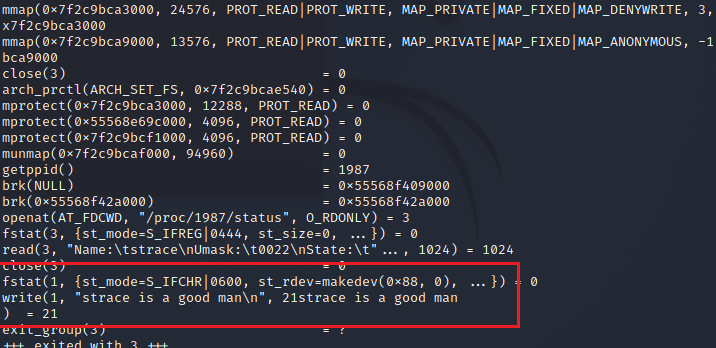 mmap(0×7f2c9bca3000, 24576, PROT_READ|PROT_WRITE, MAP_PRIVATE|MAP_FIXED|MAP_DENYWRITE, 3,
x7f2c9bca3000
mmap(0×7f2c9bca9000, 13576, PROT_READ|PROT_WRITE, MAP_PRIVATE|MAP_FIXED|MAP_ANONYMOUS, -1
bca9000
close(3) = 0
arch_prctl(ARCH_SET_FS, 0×7f2c9bcae540) = 0
mprotect(0×7f2c9bca3000, 12288, PROT_READ) = 0
mprotect(0×55568e69c000, 4096, PROT_READ) = 0
mprotect(0×7f2c9bcf1000, 4096, PROT_READ) = 0
munmap(0×7f2c9bcaf000, 94960) = 0
getppid() = 1987
brk(NULL) = 0×55568f409000
brk(0×55568f42a000) = 0×55568f42a000
openat(AT_FDCWD, "/proc/1987/status", O_RDONLY) = 3
fstat(3, {st_mode=S_IFREG|0444, st_size=0, ...}) = 0
read(3, "Name:\tstrace\nUmask:\t0022\nState:\t"..., 1024) = 1024
close(3) = 0
fstat(1, {st_mode=S_IFCHR|0600, st_rdev=makedev(0×88, 0), ...}) = 0
write(1, "strace is a good man\n", 21strace is a good man
) = 21
exit_group(3) = ?
+++ exited with 3 +++